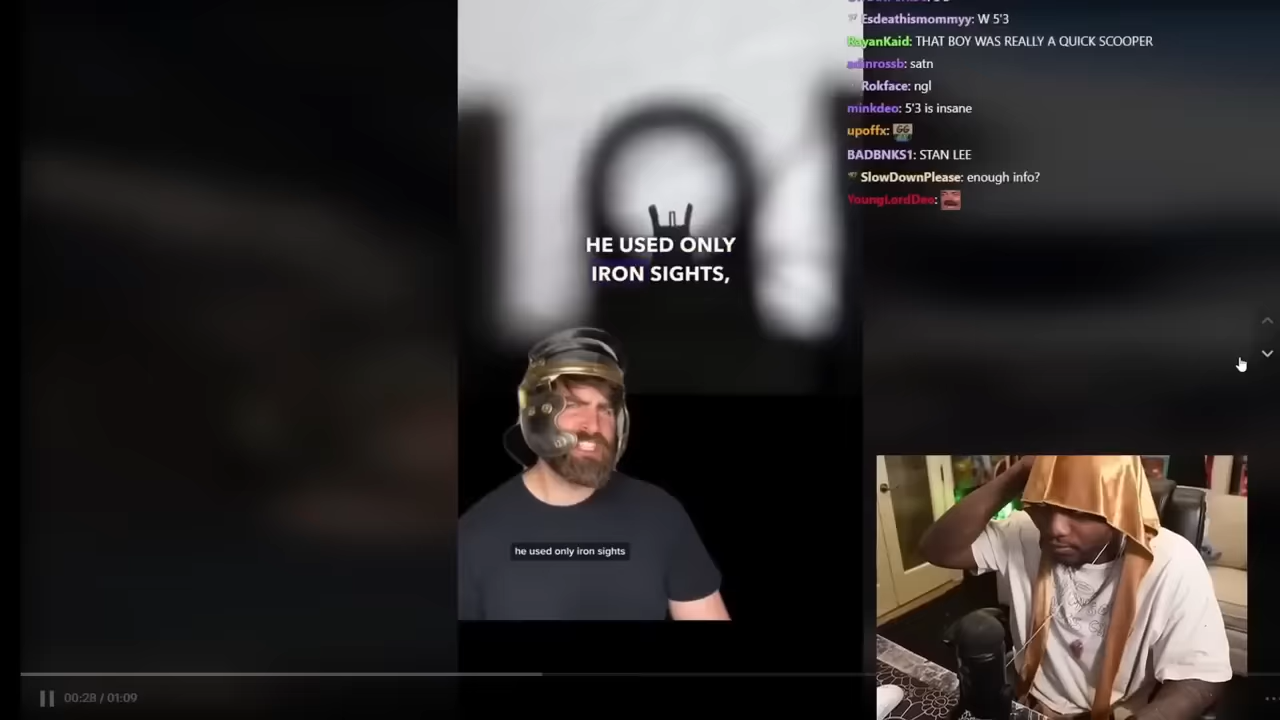 Esdeathismommyy: W 5'3
RayanKaid: THAT BOY WAS REALLY A QUICK SCOOPER
adinrossb: satn
Rokface: ngl
minkdeo: 5'3 is insane
upoffx:
BADBNKS1: STAN LEE
SlowDownPlease: enough info?
YoungLordDeo:
HE USED ONLY
IRON SIGHTS,
he used only iron sights
00:28 / 01:09